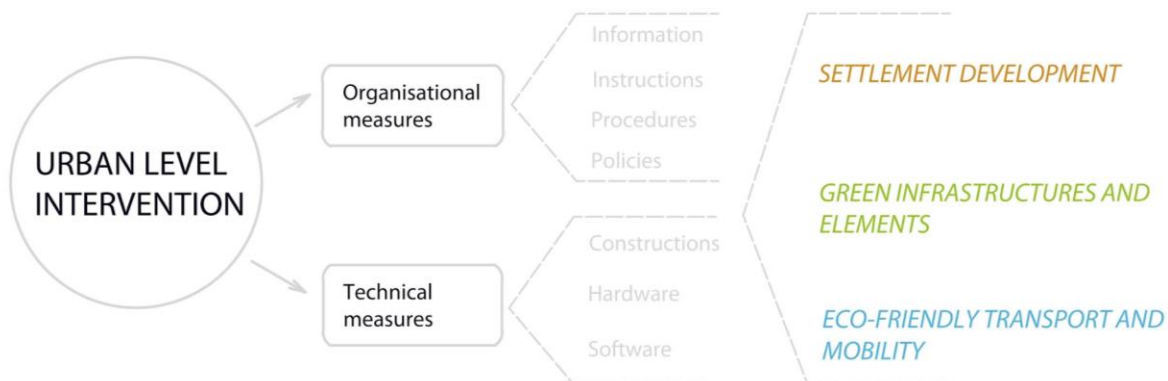 URBAN LEVEL
INTERVENTION
Organisational
measures
Information
Instructions
Procedures
Policies
Technical
measures
Constructions
Hardware
Software
SETTLEMENT DEVELOPMENT
GREEN INFRASTRUCTURES AND
ELEMENTS
ECO-FRIENDLY TRANSPORT AND
MOBILITY